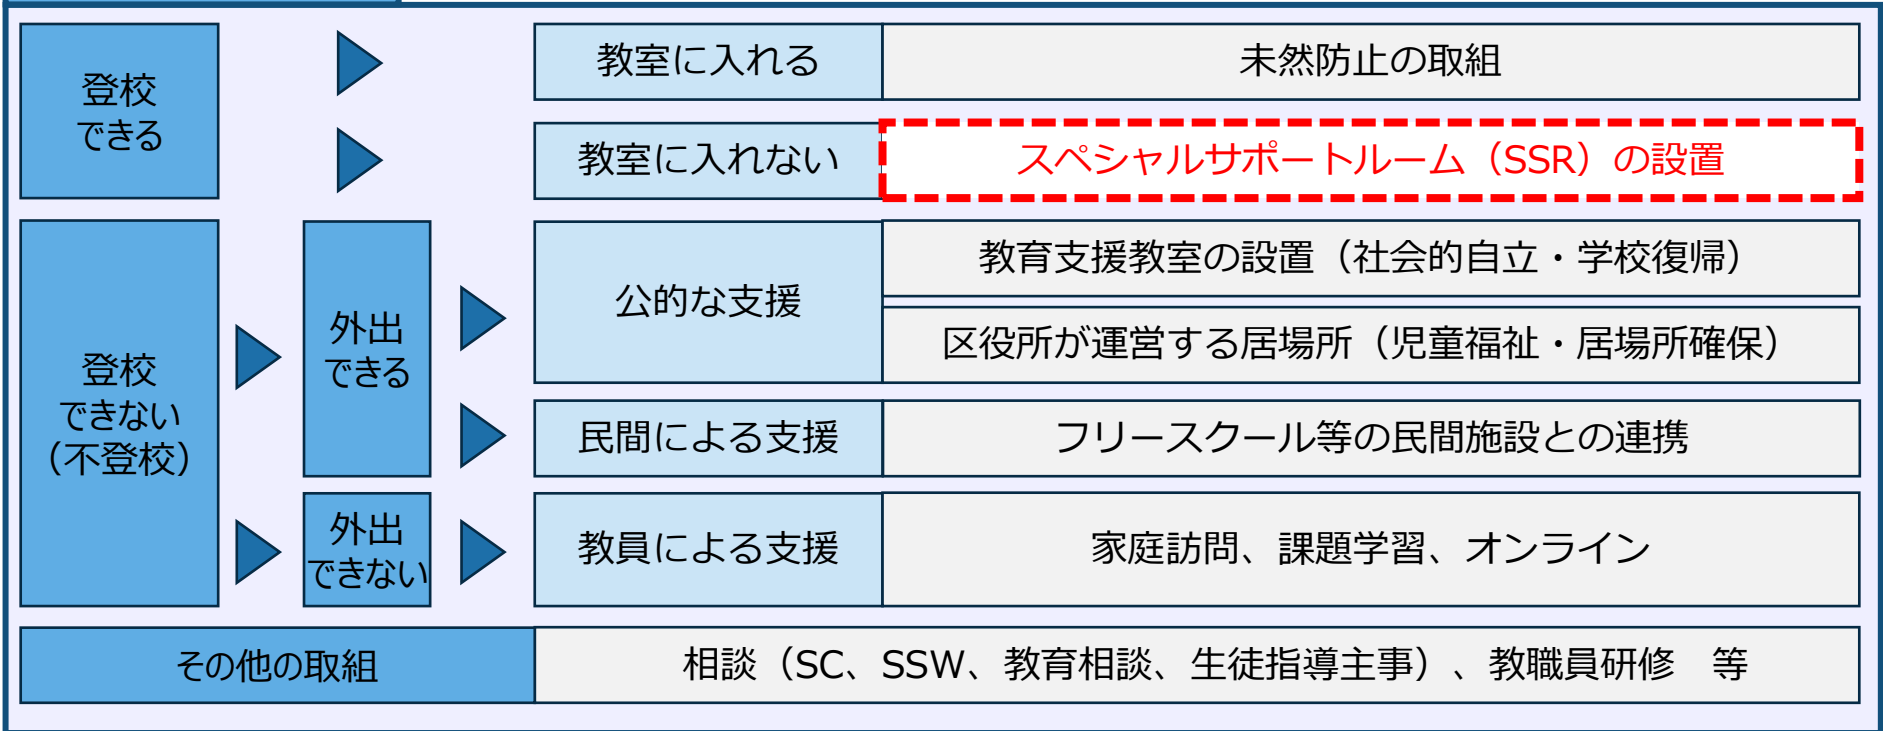 登校
できる
教室に入れる
未然防止の取組
教室に入れない
スペシャルサポートルーム（SSR）の設置
登校
できない
（不登校）
外出
できる
公的な支援
教育支援教室の設置（社会的自立・学校復帰）
区役所が運営する居場所（児童福祉・居場所確保）
民間による支援
フリースクール等の民間施設との連携
外出
できない
教員による支援
家庭訪問、課題学習、オンライン
その他の取組
相談（SC、SSW、教育相談、生徒指導主事）、教職員研修　等